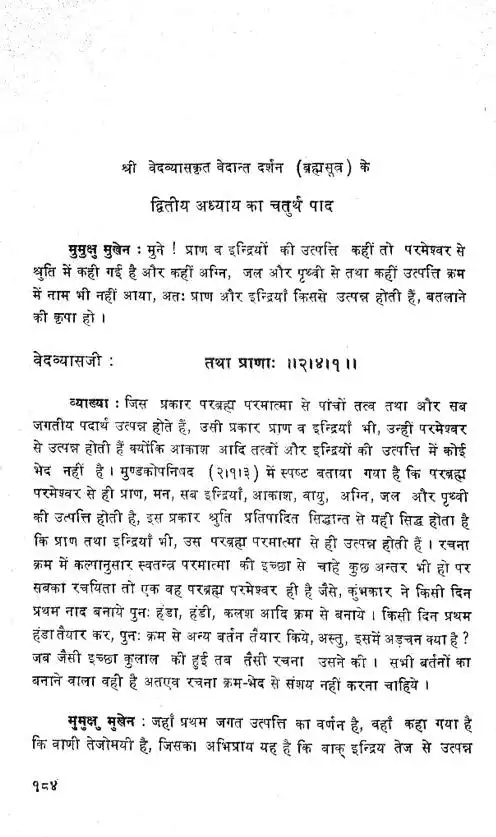 श्री वेदव्यासकृत वेदान्त दर्शन (ब्रह्मसूत्र) के
द्वितीय अध्याय का चतुर्थ पाद
मुमुक्षु मुखेन : मुने ! प्राण व इन्द्रियों की उत्पत्ति कहीं तो परमेश्वर से
श्रुति में कही गई है और कहीं अग्नि, जल और पृथ्वी से तथा कहीं उत्पत्ति क्रम
में नाम भी नहीं आया, अतः प्राण और इन्द्रियाँ किससे उत्पन्न होती हैं, बतलाने
की कृपा हो ।
वेदव्यासजी : तथा प्राणाः ।।२।४।१।।
व्याख्या : जिस प्रकार परब्रह्म परमात्मा से पांचों तत्व तथा और सब
जगतीय पदार्थ उत्पन्न होते हैं, उसी प्रकार प्राण व इन्द्रियाँ भी, उन्हीं परमेश्वर
से उत्पन्न होती हैं क्योंकि आकाश आदि तत्वों और इन्द्रियों की उत्पत्ति में कोई
भेद नहीं है । मुण्डकोपनिषद (२।१।३) में स्पष्ट बताया गया है कि परब्रह्म
परमेश्वर से ही प्राण, मन, सब इन्द्रियाँ, आकाश, वायु, अग्नि, जल और पृथ्वी
की उत्पत्ति होती है, इस प्रकार श्रुति प्रतिपादित सिद्धान्त से यही सिद्ध होता है
कि प्राण तथा इन्द्रियाँ भी, उस परब्रह्म परमात्मा से ही उत्पन्न होती हैं । रचना
क्रम में कल्पानुसार स्वतन्त्र परमात्मा की इच्छा से चाहे कुछ अन्तर भी हो पर
सबका रचयिता तो एक वह परब्रह्म परमेश्वर ही है जैसे, कुंभकार ने किसी दिन
प्रथम नाद बनाये पुनः हंडा, हंडी, कलश आदि क्रम से बनाये । किसी दिन प्रथम
हंडा तैयार कर, पुनः क्रम से अन्य बर्तन तैयार किये, अस्तु, इसमें अड़चन क्या है ?
जब जैसी इच्छा कुलाल की हुई तब तैसी रचना उसने की । सभी बर्तनों का
बनाने वाला वही है अतएव रचना क्रम-भेद से संशय नहीं करना चाहिये ।
मुमुक्षु मुखेन : जहाँ प्रथम जगत उत्पत्ति का वर्णन है, वहाँ कहा गया है
कि वाणी तेजोमयी है, जिसका अभिप्राय यह है कि वाक् इन्द्रिय तेज से उत्पन्न
१८४